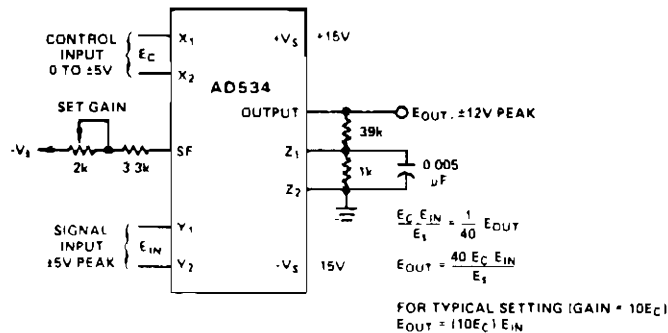 CONTROL
INPUT
0 TO ±5V
E_C
X₁
X₂
+V_S
+15V
AD534
OUTPUT
E_OUT, ±12V PEAK
SET GAIN
-V_S
2k
3 3k
SF
39k
Z₁
1k
Z₂
0.005
µF
SIGNAL
INPUT
±5V PEAK
E_IN
Y₁
Y₂
-V_S
15V
E_C E_IN / E_S = 1/40 E_OUT
E_OUT = 40 E_C E_IN / E_S
FOR TYPICAL SETTING (GAIN = 10E_C)
E_OUT = (10E_C) E_IN